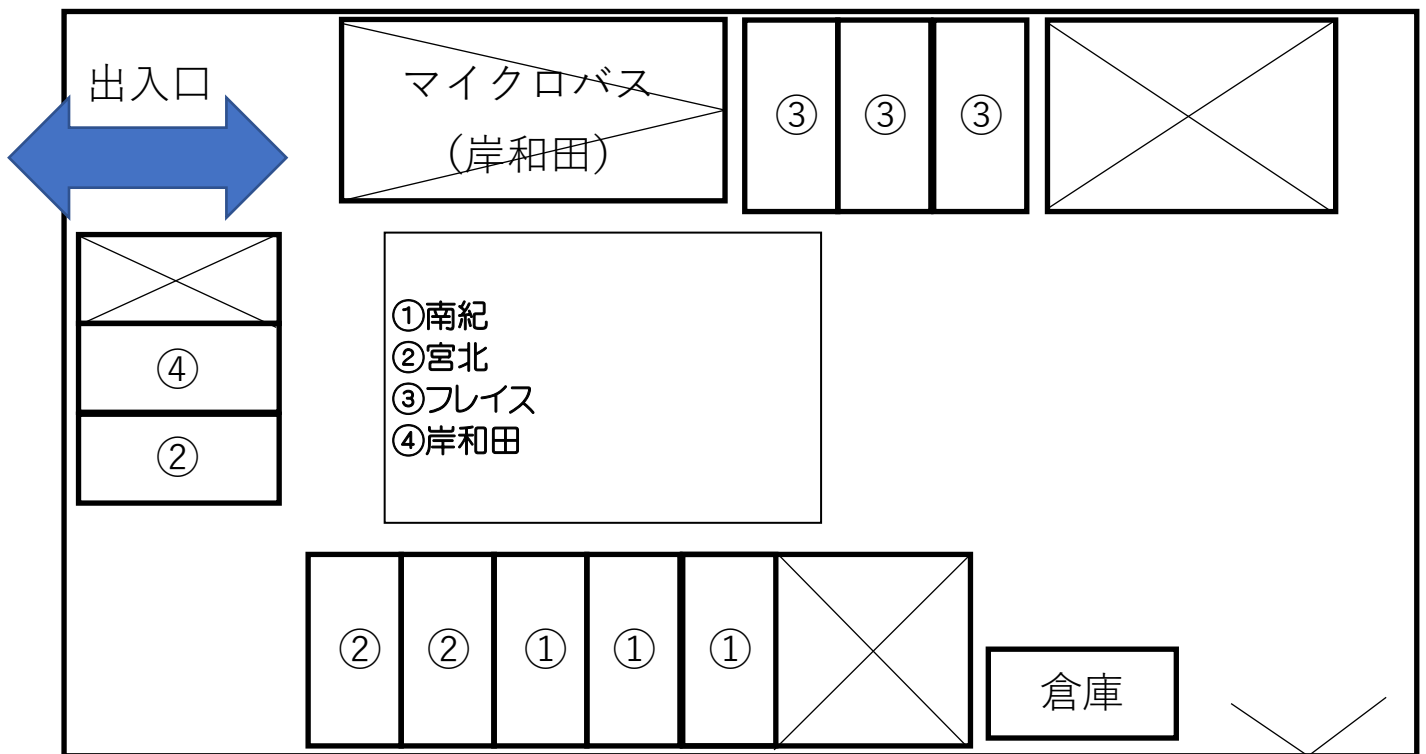 出入口
マイクロバス
（岸和田）
③ ③ ③
④
②
①南紀
②宮北
③フレイス
④岸和田
② ② ① ① ①
倉庫